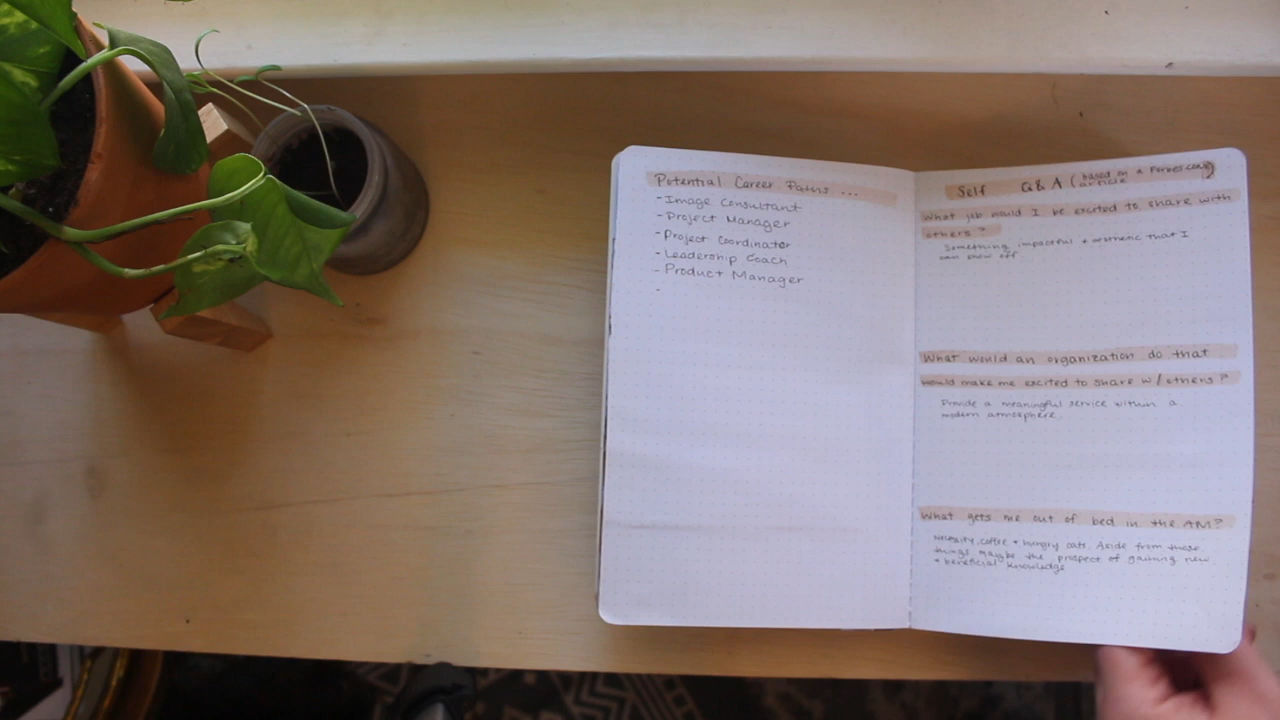 Potential Career Paths ...
- Image Consultant
- Project Manager
- Project Coordinator
- Leadership Coach
- Product Manager
-
Self Q & A (based on a Forbes.com
article)
What job would I be excited to share with
others?
Something impactful + aesthetic that I
can show off
What would an organization do that
would make me excited to share w/ others?
Provide a meaningful service within a
modern atmosphere.
What gets me out of bed in the AM?
Necessity, coffee + hungry cats. Aside from those
things maybe the prospect of gaining new
+ beneficial knowledge